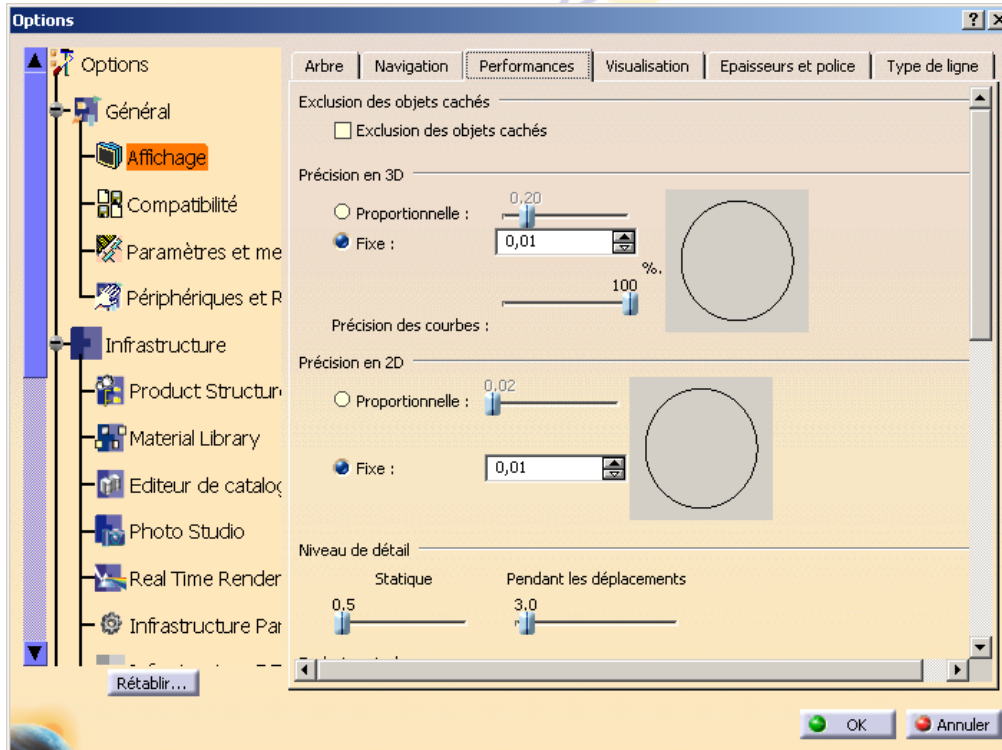 Options
?
Options
Général
Affichage
Compatibilité
Paramètres et me
Périphériques et R
Infrastructure
Product Structur
Material Library
Editeur de catalog
Photo Studio
Real Time Render
Infrastructure Par
Rétablir...
Arbre Navigation Performances Visualisation Epaisseurs et police Type de ligne
Exclusion des objets cachés
Exclusion des objets cachés
Précision en 3D
0,20
Proportionnelle :
Fixe : 0,01
%.
100
Précision des courbes :
Précision en 2D
0,02
Proportionnelle :
Fixe : 0,01
Niveau de détail
Statique Pendant les déplacements
0.5 3.0
OK Annuler